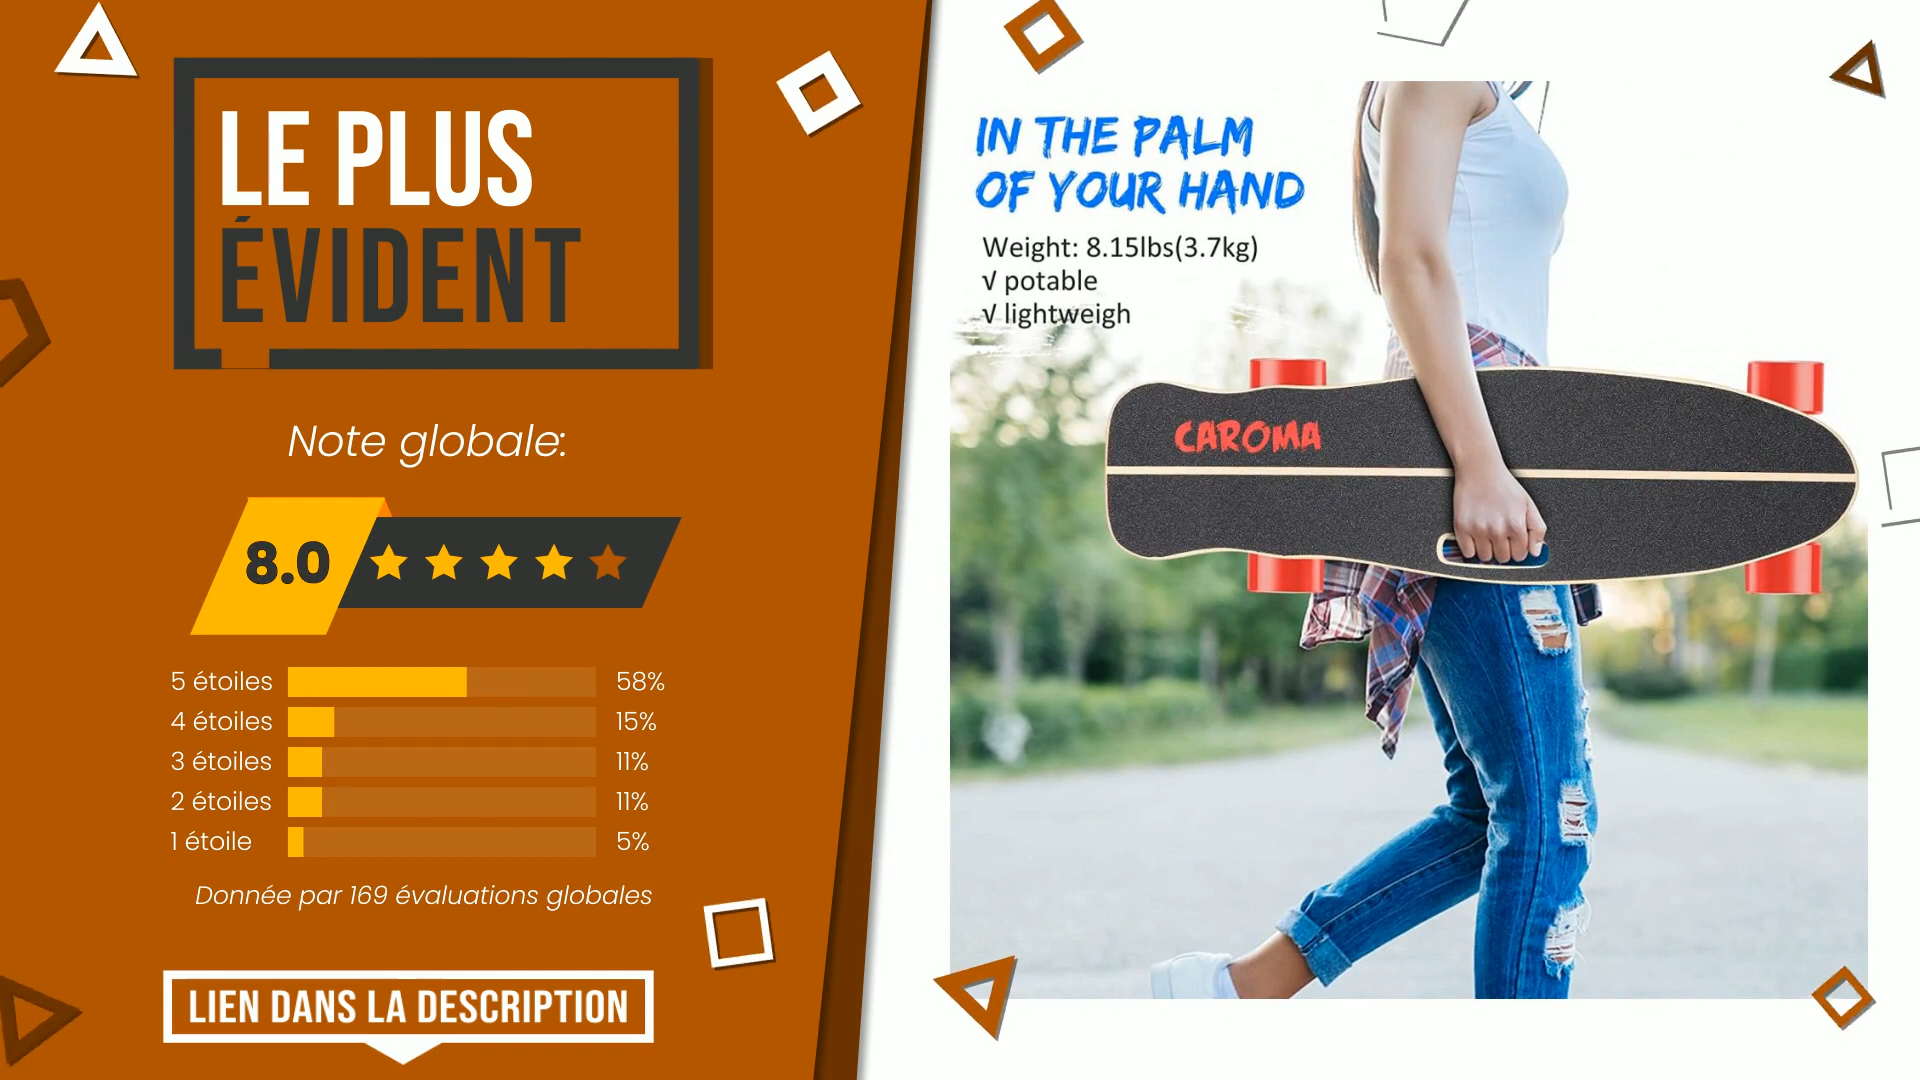 LE PLUS
ÉVIDENT
Note globale:
8.0
5 étoiles 58%
4 étoiles 15%
3 étoiles 11%
2 étoiles 11%
1 étoile 5%
Donnée par 169 évaluations globales
LIEN DANS LA DESCRIPTION
IN THE PALM
OF YOUR HAND
Weight: 8.15lbs(3.7kg)
√ potable
√ lightweigh
CAROMA